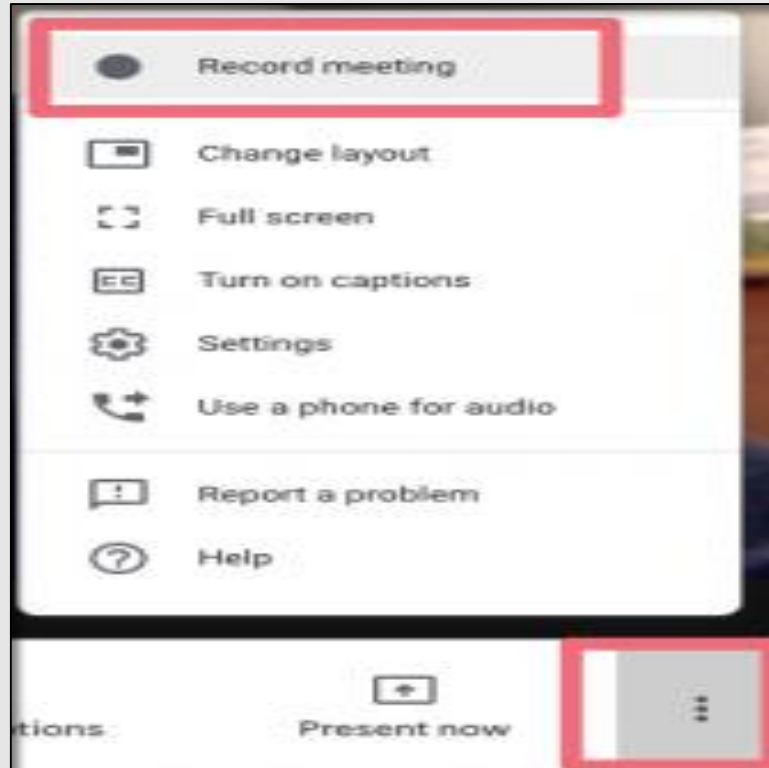 Record meeting
Change layout
Full screen
CC
Turn on captions
Settings
Use a phone for audio
Report a problem
Help
tions
Present now